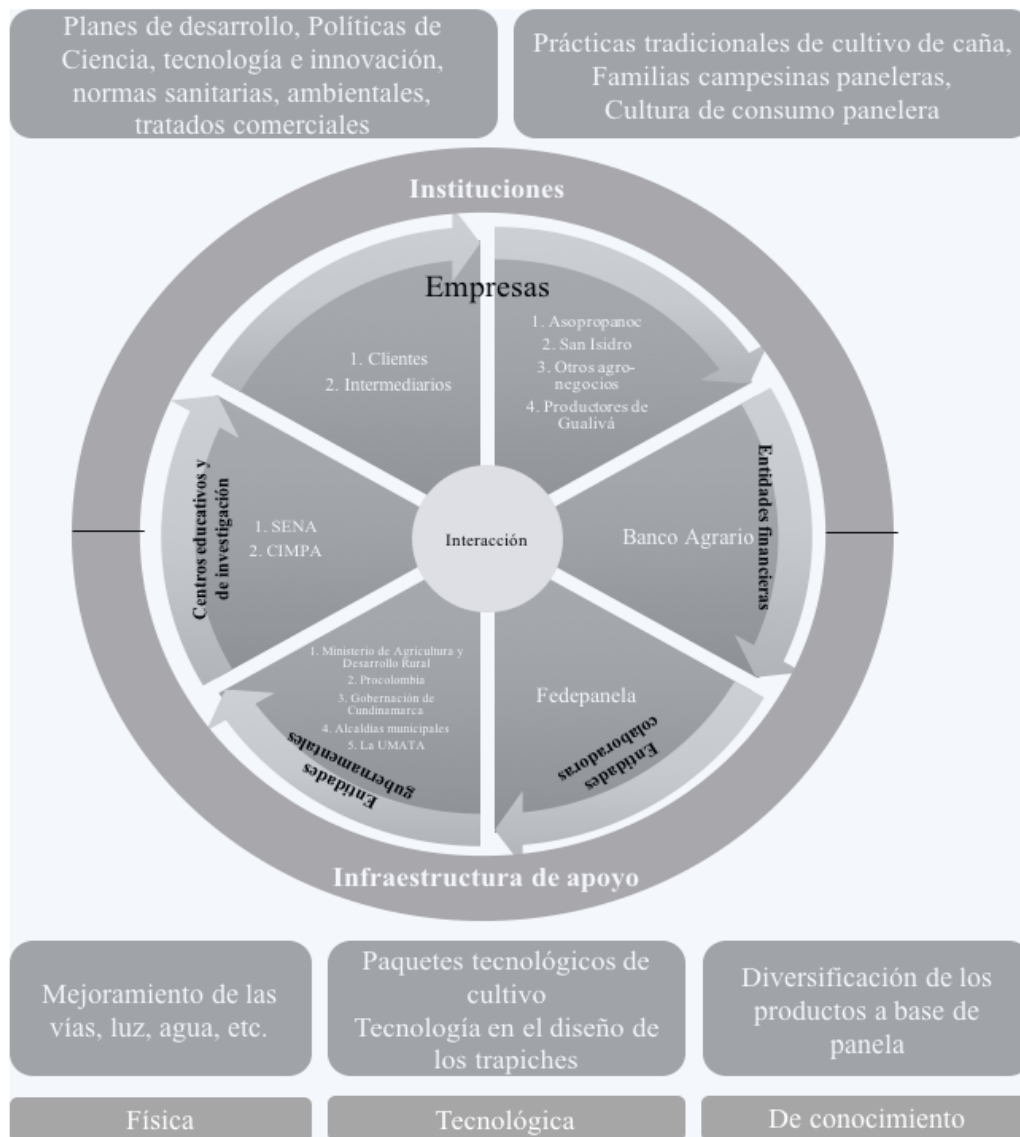 Planes de desarrollo, Políticas de
Ciencia, tecnología e innovación,
normas sanitarias, ambientales,
tratados comerciales
Prácticas tradicionales de cultivo de caña,
Familias campesinas paneleras,
Cultura de consumo panelera
Instituciones
Empresas
1. Clientes
2. Intermediarios
1. Asopropanoc
2. San Isidro
3. Otros agro-
negocios
4. Productores de
Gualivá
Centros educativos y
de investigación
1. SENA
2. CIMPA
Interacción
Banco Agrario
Entidades financieras
1. Ministerio de Agricultura y
Desarrollo Rural
2. Procolombia
3. Gobernación de
Cundinamarca
4. Alcaldías municipales
5. La UMATA
Entidades
gubernamentales
Fedepanela
Entidades
colaboradoras
Infraestructura de apoyo
Mejoramiento de las
vías, luz, agua, etc.
Paquetes tecnológicos de
cultivo
Tecnología en el diseño de
los trapiches
Diversificación de los
productos a base de
panela
Física
Tecnológica
De conocimiento